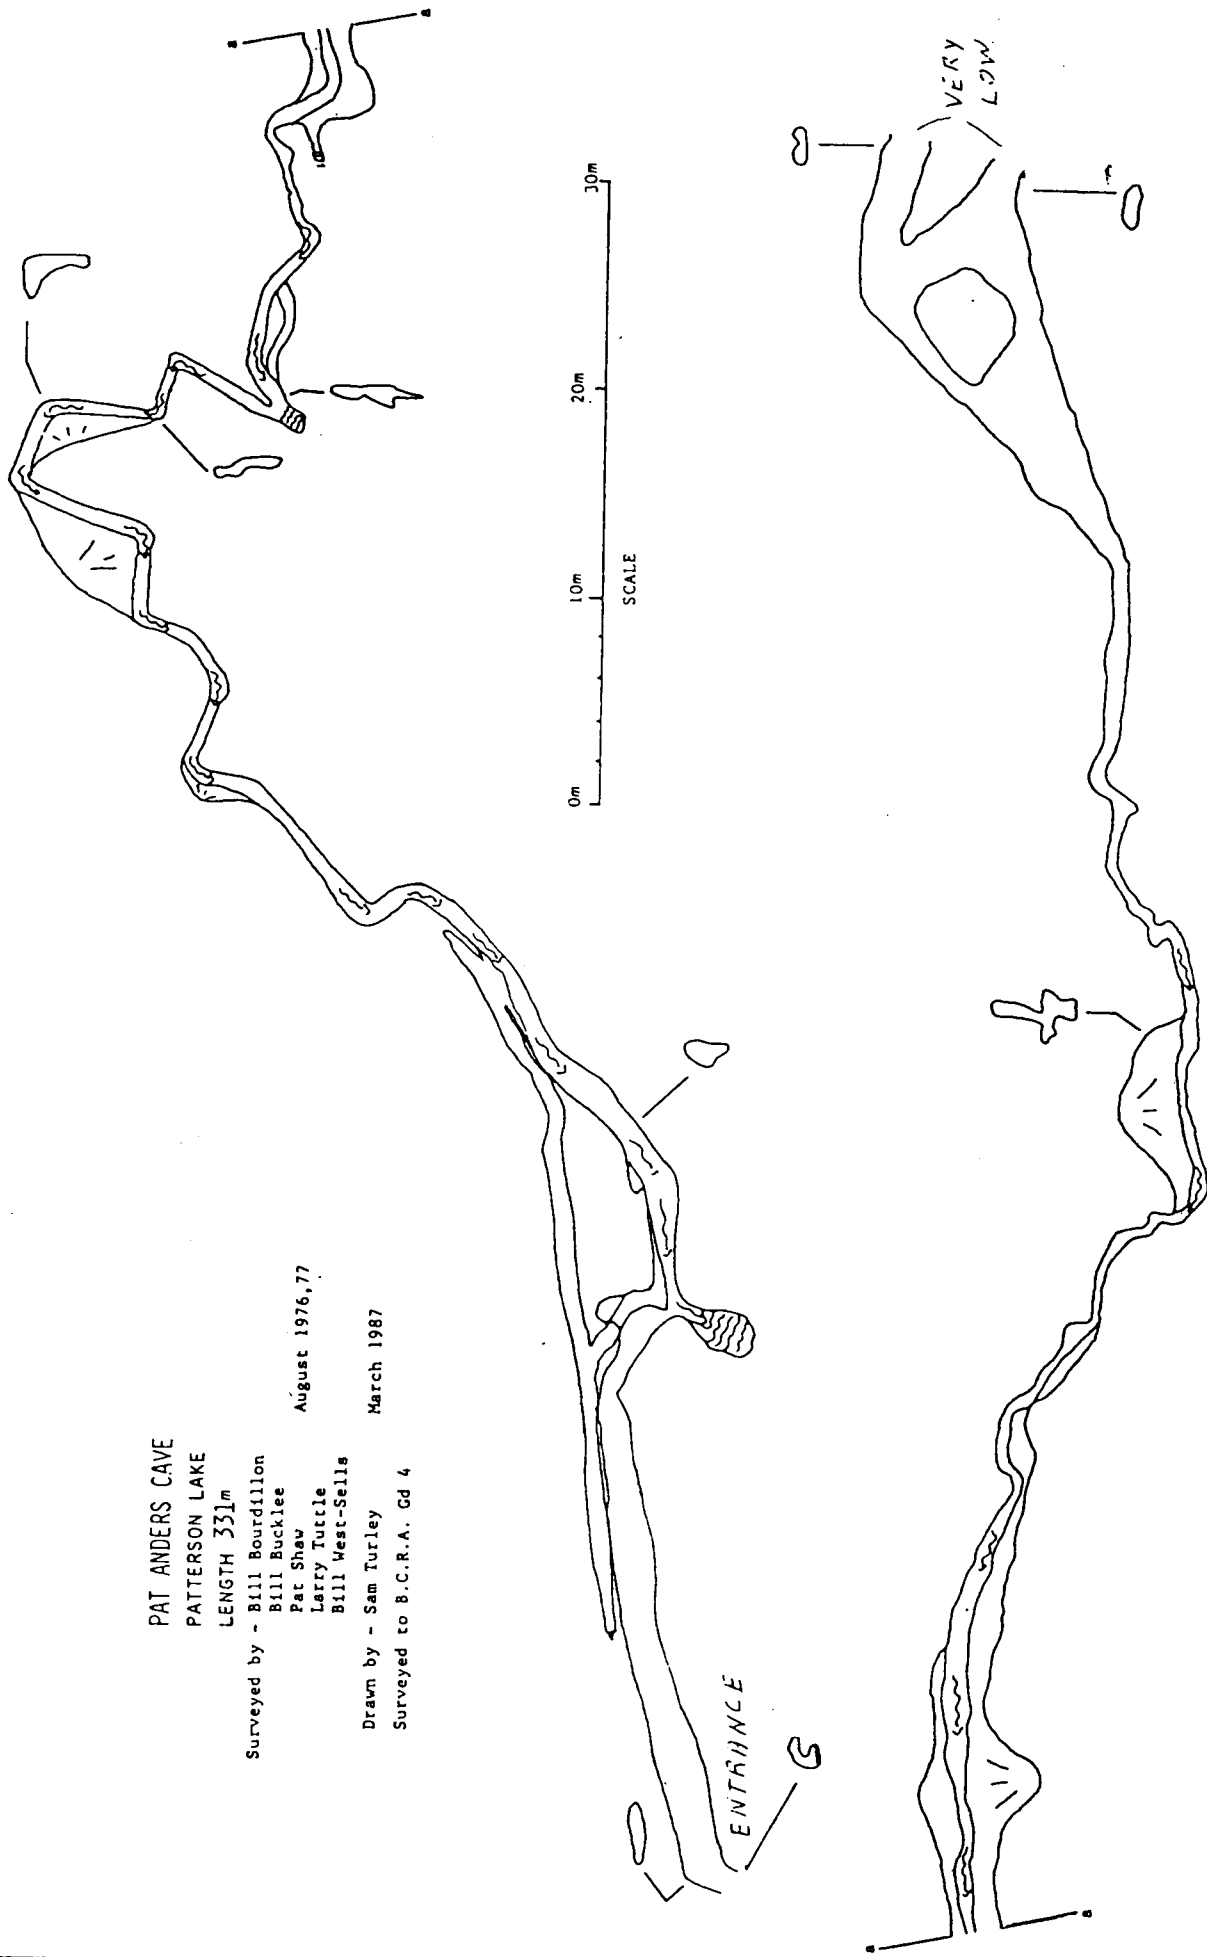 PAT ANDERS CAVE
PATTERSON LAKE
LENGTH 331m
Surveyed by - Bill Bourdillon
Bill Bucklee
Pat Shaw August 1976,77
Larry Tuttle
Bill West-Sells
Drawn by - Sam Turley March 1987
Surveyed to B.C.R.A. Gd 4
ENTRANCE
0m 10m 20m 30m
SCALE
a a
a a
VERY
LOW